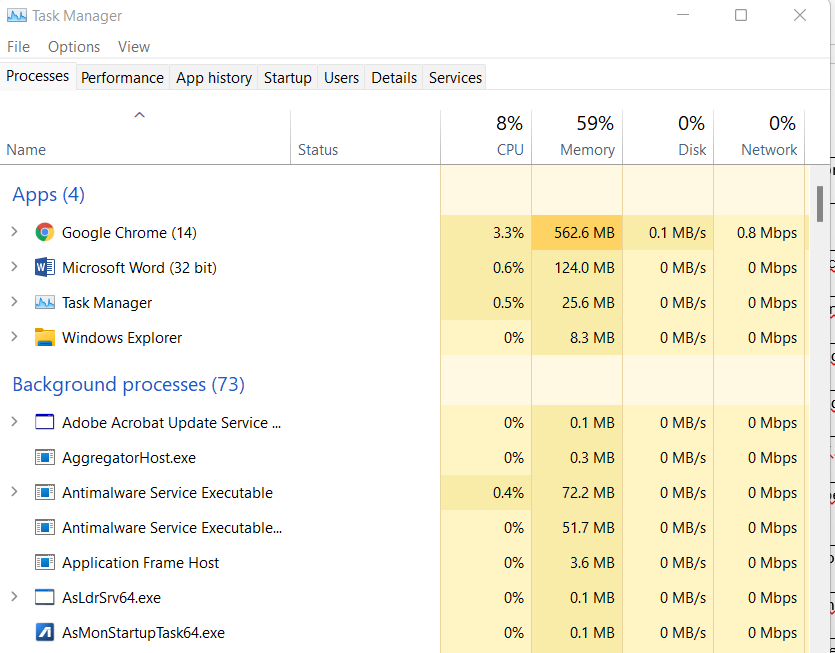 Task Manager
File Options View
Processes Performance App history Startup Users Details Services
8% 59% 0% 0%
Name Status CPU Memory Disk Network
Apps (4)
Google Chrome (14) 3.3% 562.6 MB 0.1 MB/s 0.8 Mbps
Microsoft Word (32 bit) 0.6% 124.0 MB 0 MB/s 0 Mbps
Task Manager 0.5% 25.6 MB 0 MB/s 0 Mbps
Windows Explorer 0% 8.3 MB 0 MB/s 0 Mbps
Background processes (73)
Adobe Acrobat Update Service ... 0% 0.1 MB 0 MB/s 0 Mbps
AggregatorHost.exe 0% 0.3 MB 0 MB/s 0 Mbps
Antimalware Service Executable 0.4% 72.2 MB 0 MB/s 0 Mbps
Antimalware Service Executable... 0% 51.7 MB 0 MB/s 0 Mbps
Application Frame Host 0% 3.6 MB 0 MB/s 0 Mbps
AsLdrSrv64.exe 0% 0.1 MB 0 MB/s 0 Mbps
AsMonStartupTask64.exe 0% 0.1 MB 0 MB/s 0 Mbps